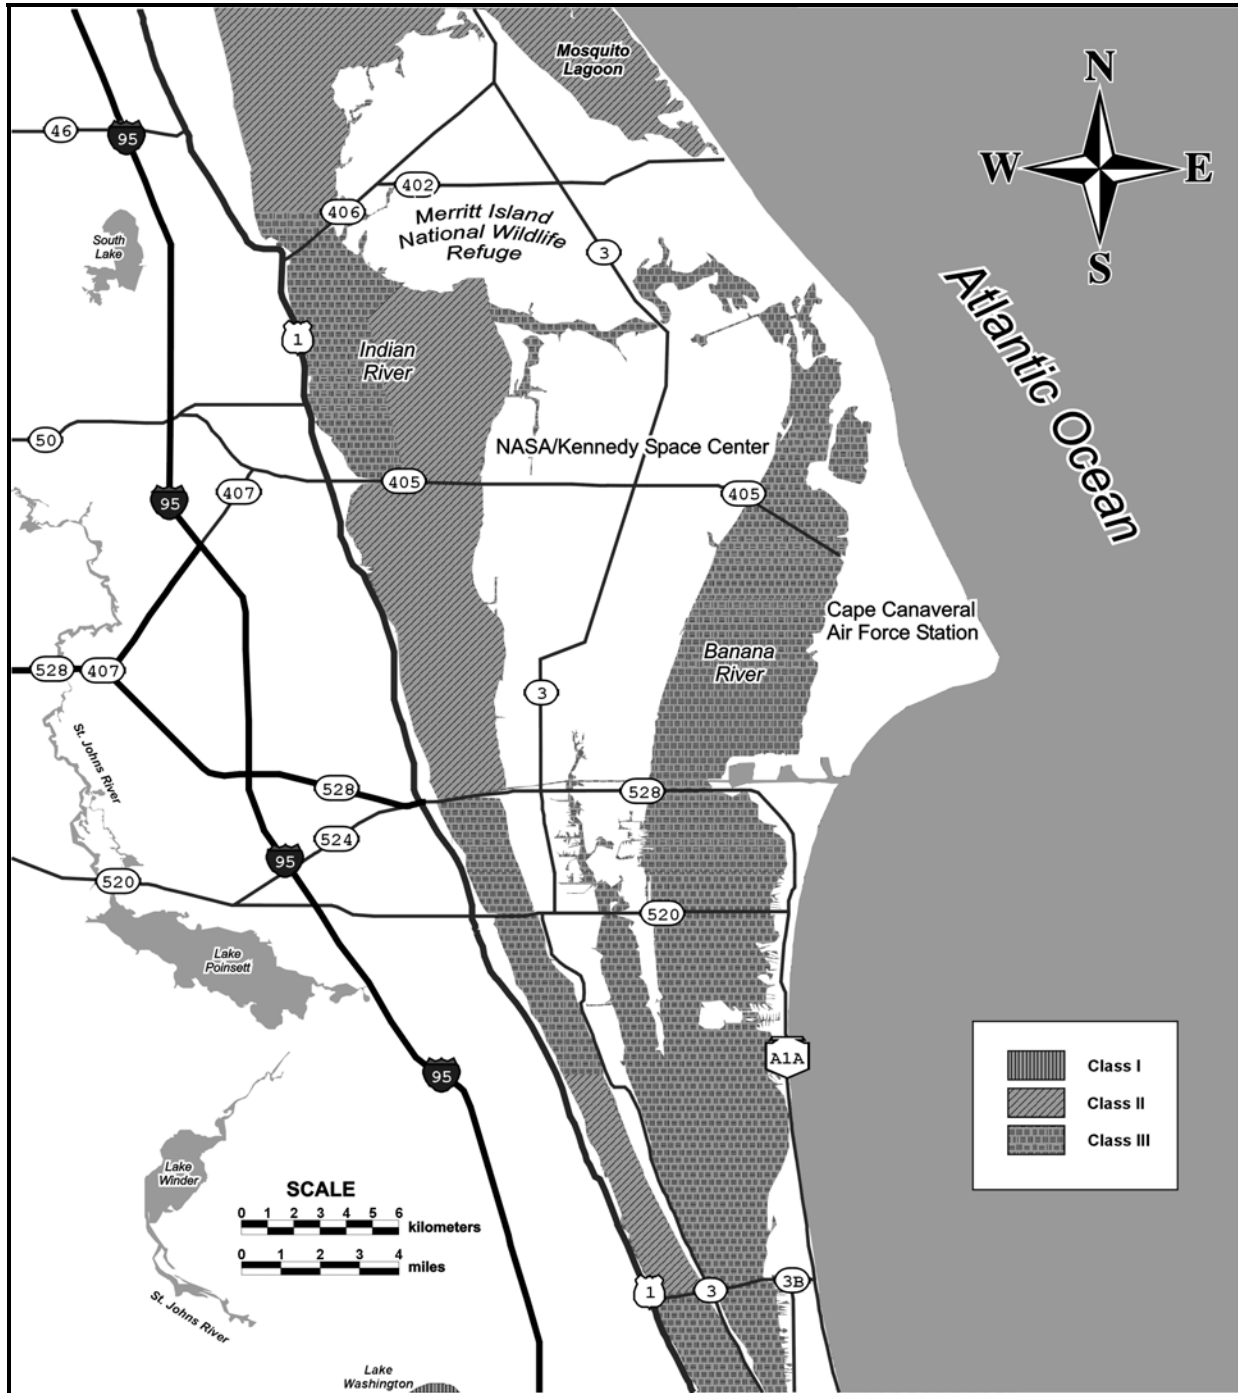 Mosquito
Lagoon
N
W
E
S
46
95
402
406
Merritt Island
National Wildlife
Refuge
3
South
Lake
Atlantic Ocean
1
Indian
River
50
NASA/Kennedy Space Center
405
405
407
95
Cape Canaveral
Air Force Station
Banana
River
528
407
3
St. Johns River
528
528
524
95
520
520
Lake
Poinsett
A1A
95
Class I
Class II
Class III
Lake
Winder
SCALE
0 1 2 3 4 5 6
kilometers
0 1 2 3 4
miles
St. Johns River
1
3
3B
Lake
Washington